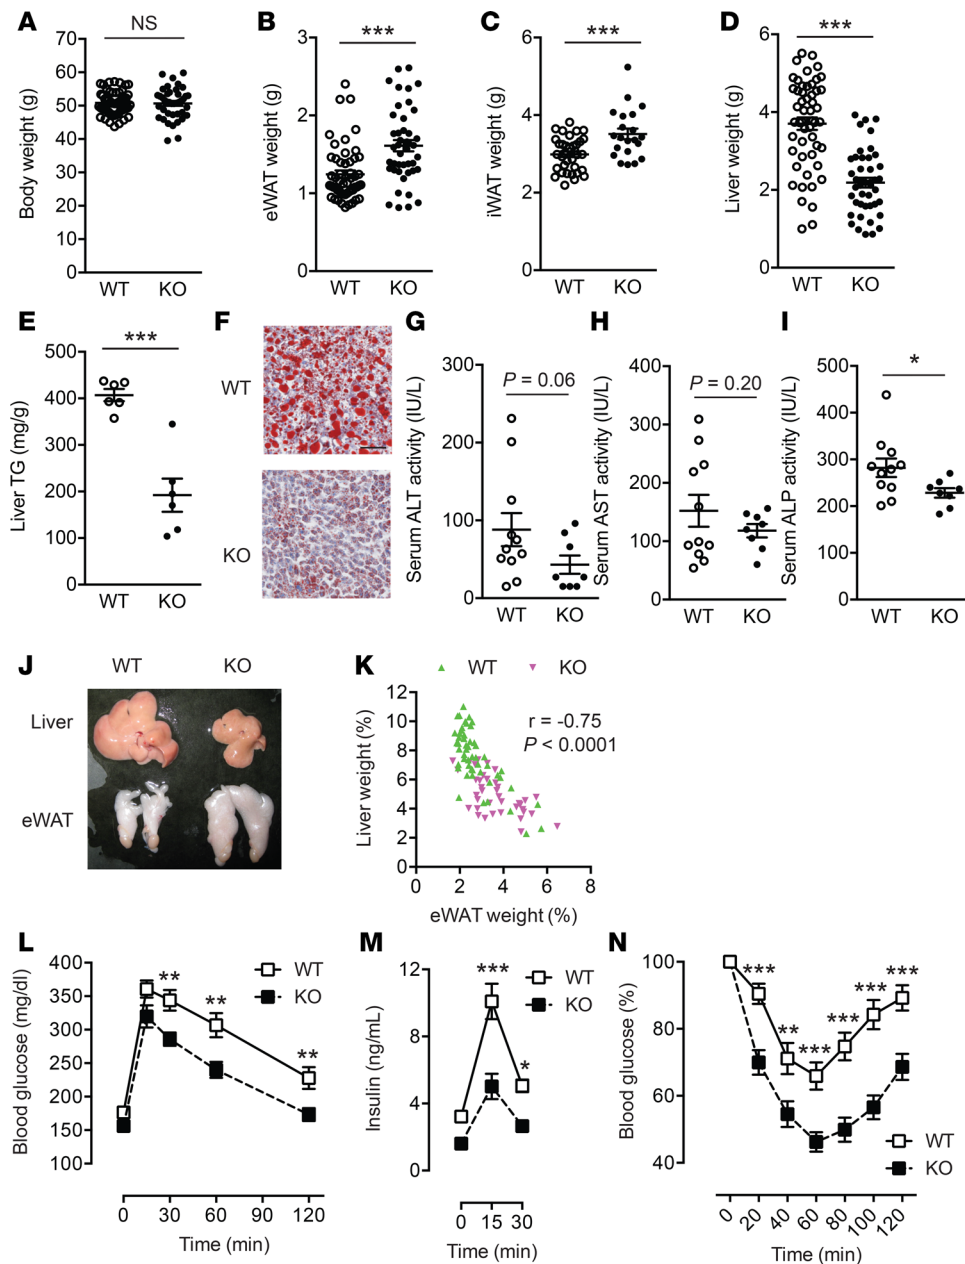 A
NS
Body weight (g)
70
60
50
40
30
20
10
0
WT
KO
B
***
eWAT weight (g)
3
2
1
0
WT
KO
C
***
iWAT weight (g)
6
4
2
0
WT
KO
D
***
Liver weight (g)
6
4
2
0
WT
KO
E
***
Liver TG (mg/g)
500
400
300
200
100
0
WT
KO
F
WT
KO
G
P = 0.06
Serum ALT activity (IU/L)
300
200
100
0
WT
KO
H
P = 0.20
Serum AST activity (IU/L)
400
300
200
100
0
WT
KO
I
*
Serum ALP activity (IU/L)
500
400
300
200
100
0
WT
KO
J
WT
KO
Liver
eWAT
K
WT
KO
r = -0.75
P < 0.0001
Liver weight (%)
12
10
8
6
4
2
0
0
2
4
6
8
eWAT weight (%)
L
WT
KO
**
**
**
Blood glucose (mg/dl)
400
350
300
250
200
150
100
0
30
60
90
120
Time (min)
M
WT
KO
***
*
Insulin (ng/mL)
12
8
4
0
0
15
30
Time (min)
N
***
**
***
***
***
***
Blood glucose (%)
100
80
60
40
WT
KO
0
20
40
60
80
100
120
Time (min)